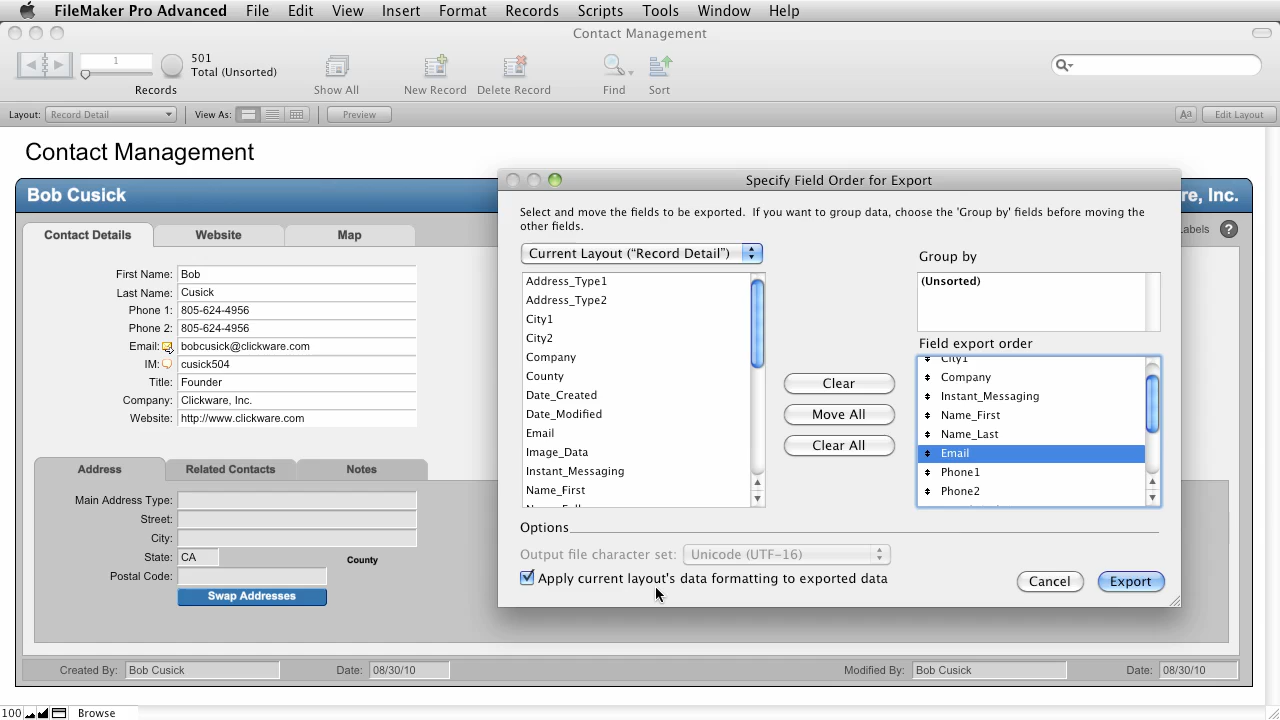 FileMaker Pro Advanced File Edit View Insert Format Records Scripts Tools Window Help
Contact Management
1
501
Total (Unsorted)
Records
Show All
New Record
Delete Record
Find
Sort
Layout: Record Detail View As: Preview Aa Edit Layout
Contact Management
Bob Cusick
re, Inc.
Contact Details Website Map
abels ?
First Name: Bob
Last Name: Cusick
Phone 1: 805-624-4956
Phone 2: 805-624-4956
Email: bobcusick@clickware.com
IM: cusick504
Title: Founder
Company: Clickware, Inc.
Website: http://www.clickware.com
Address Related Contacts Notes
Main Address Type:
Street:
City:
State: CA County
Postal Code:
Swap Addresses
Created By: Bob Cusick Date: 08/30/10 Modified By: Bob Cusick Date: 08/30/10
100 Browse
Specify Field Order for Export
Select and move the fields to be exported. If you want to group data, choose the 'Group by' fields before moving the
other fields.
Current Layout (“Record Detail”)
Address_Type1
Address_Type2
City1
City2
Company
County
Date_Created
Date_Modified
Email
Image_Data
Instant_Messaging
Name_First
Clear
Move All
Clear All
Group by
(Unsorted)
Field export order
City1
Company
Instant_Messaging
Name_First
Name_Last
Email
Phone1
Phone2
Options
Output file character set: Unicode (UTF-16)
Apply current layout's data formatting to exported data
Cancel Export